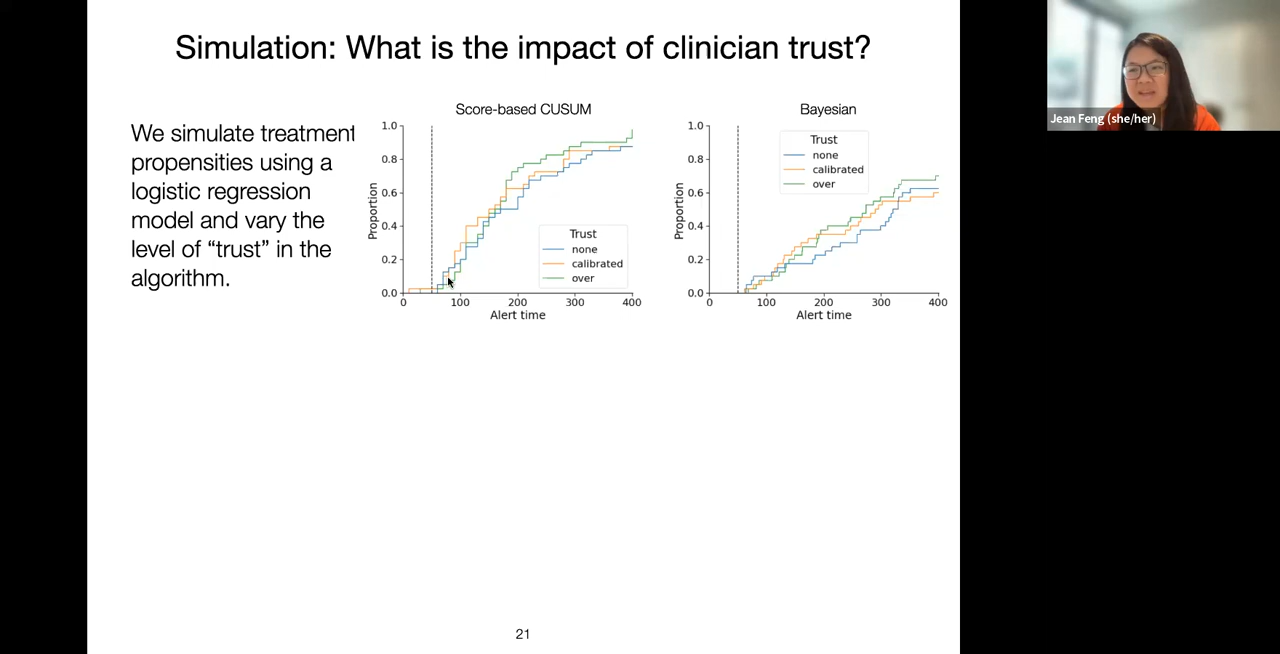 Simulation: What is the impact of clinician trust?
We simulate treatment
propensities using a
logistic regression
model and vary the
level of “trust” in the
algorithm.
Score-based CUSUM
1.0
0.8
0.6
0.4
0.2
0.0
Proportion
0 100 200 300 400
Alert time
Trust
none
calibrated
over
Bayesian
1.0
0.8
0.6
0.4
0.2
0.0
Proportion
0 100 200 300 400
Alert time
Trust
none
calibrated
over
21
Jean Feng (she/her)